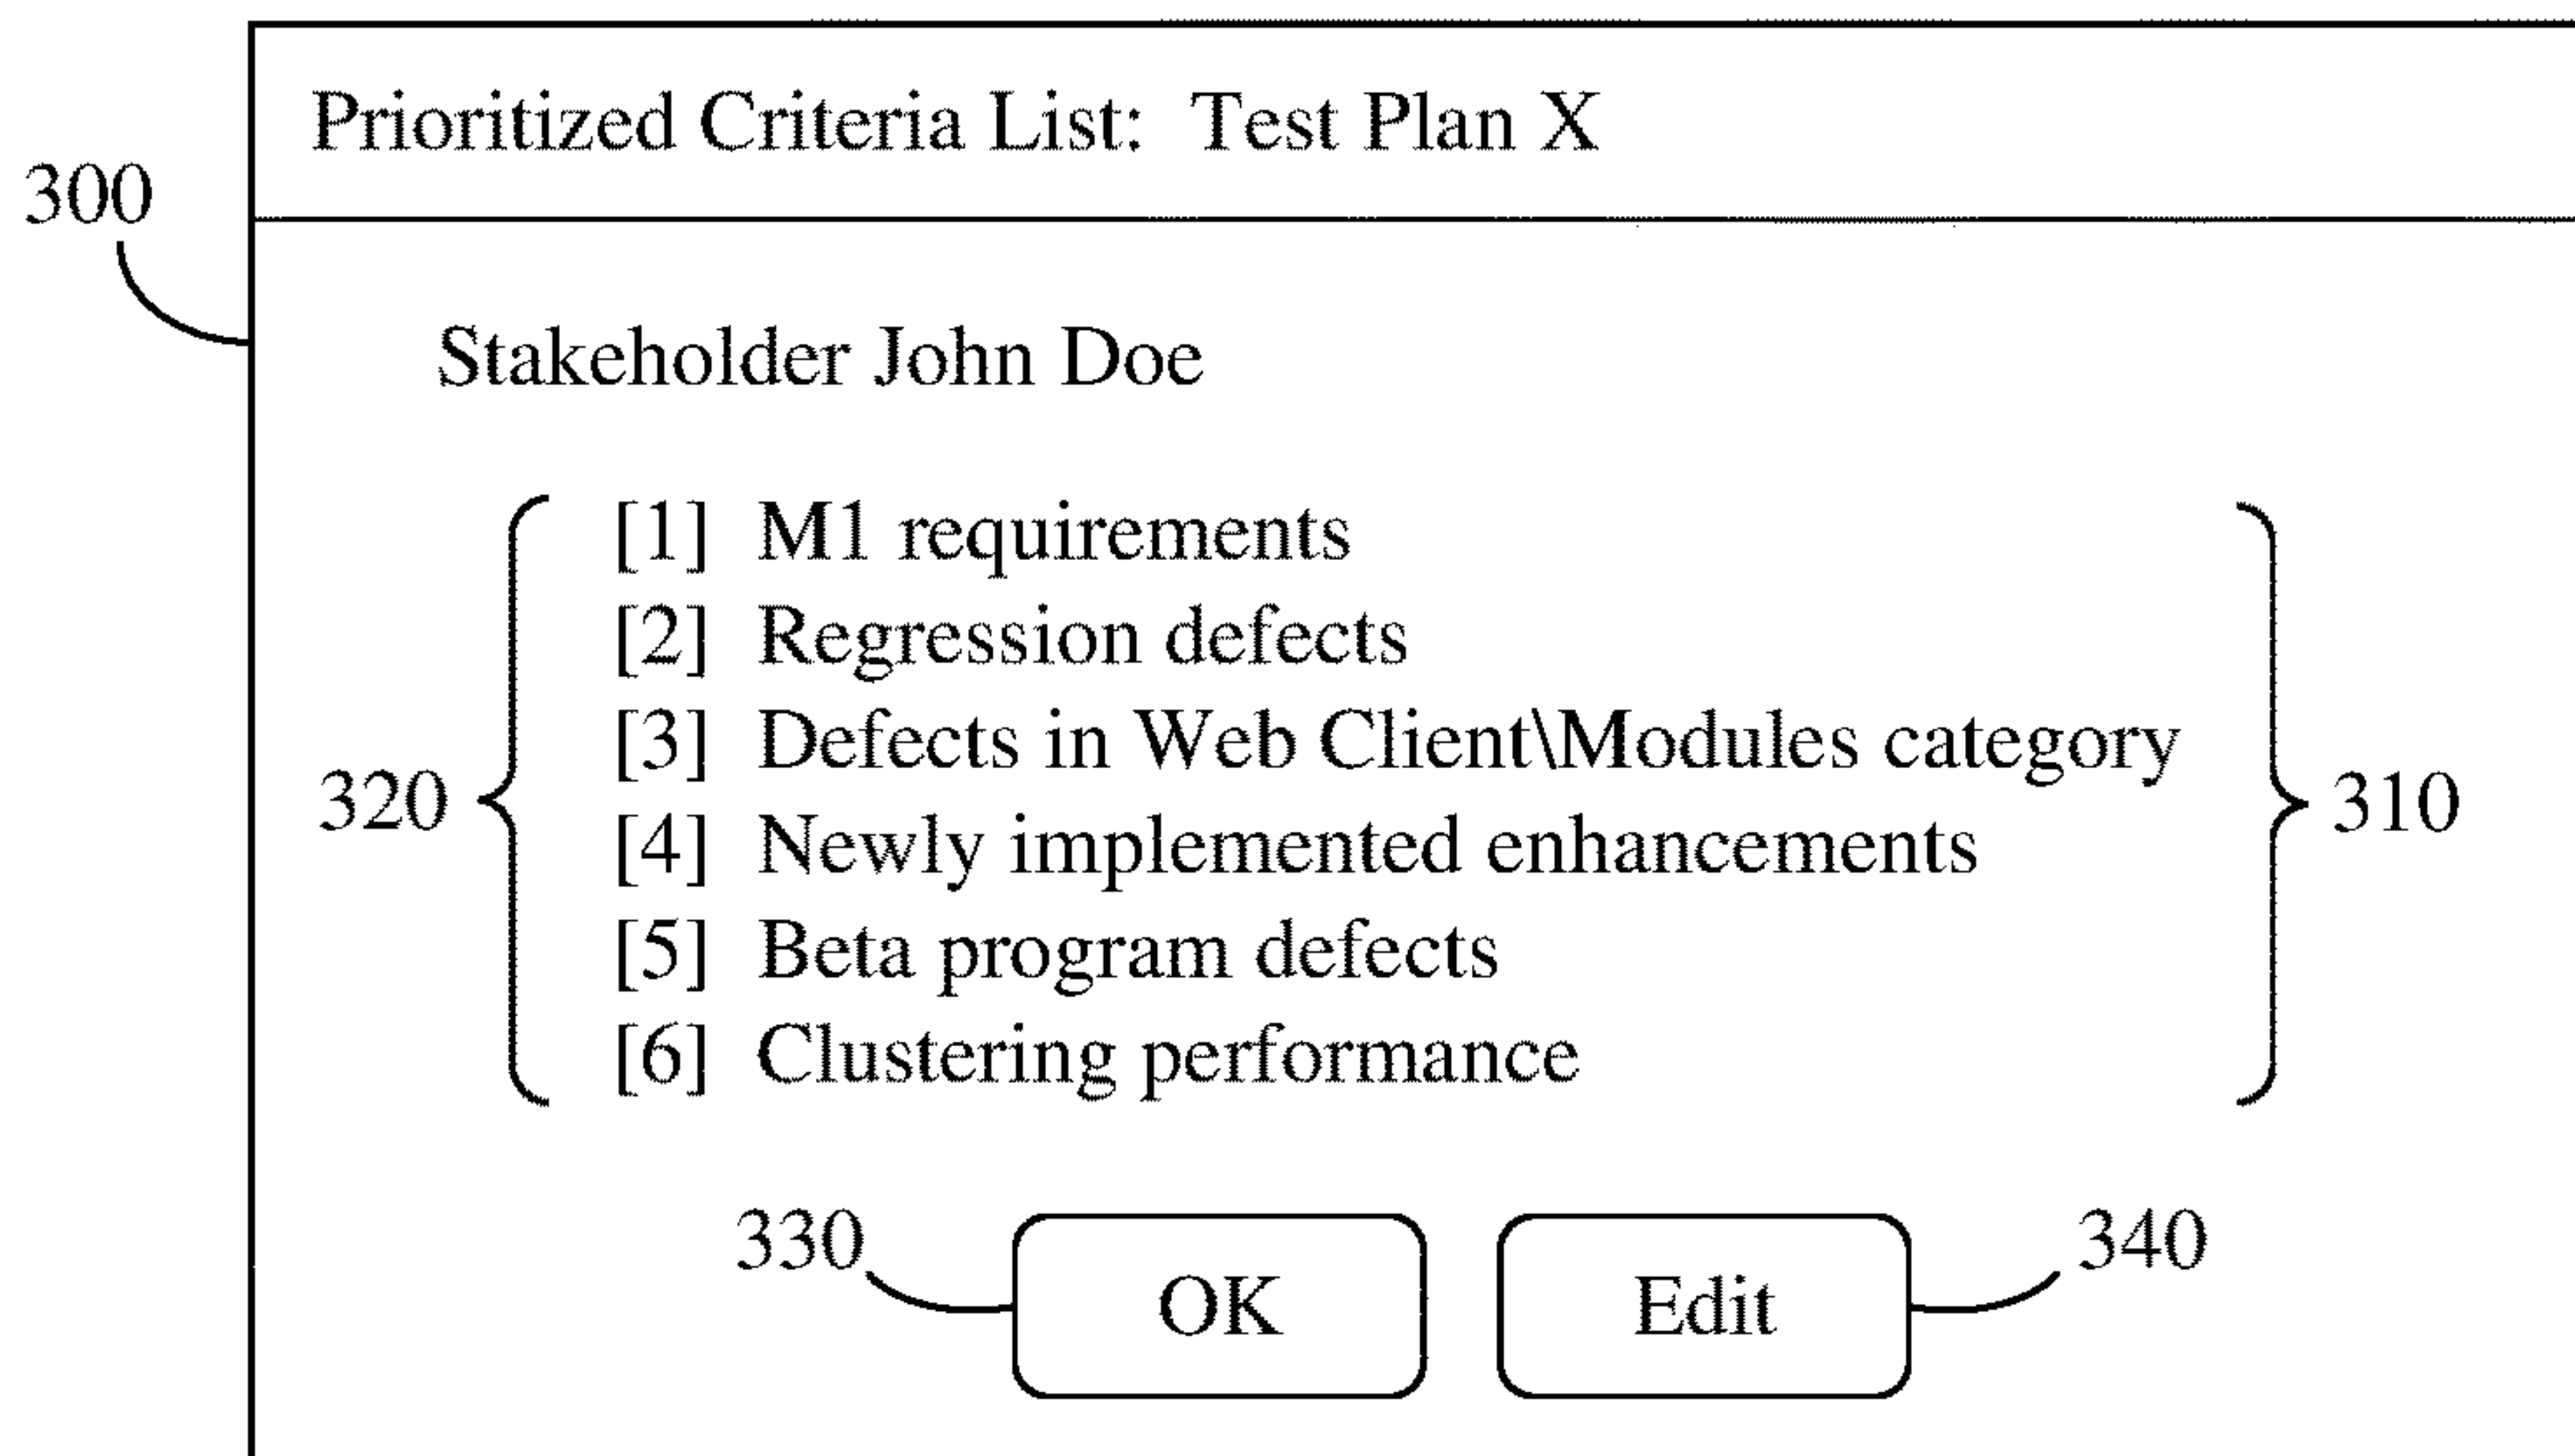 Prioritized Criteria List: Test Plan X
300
Stakeholder John Doe
[1] M1 requirements
[2] Regression defects
[3] Defects in Web Client\Modules category
320
310
[4] Newly implemented enhancements
[5] Beta program defects
[6] Clustering performance
330
340
OK
Edit